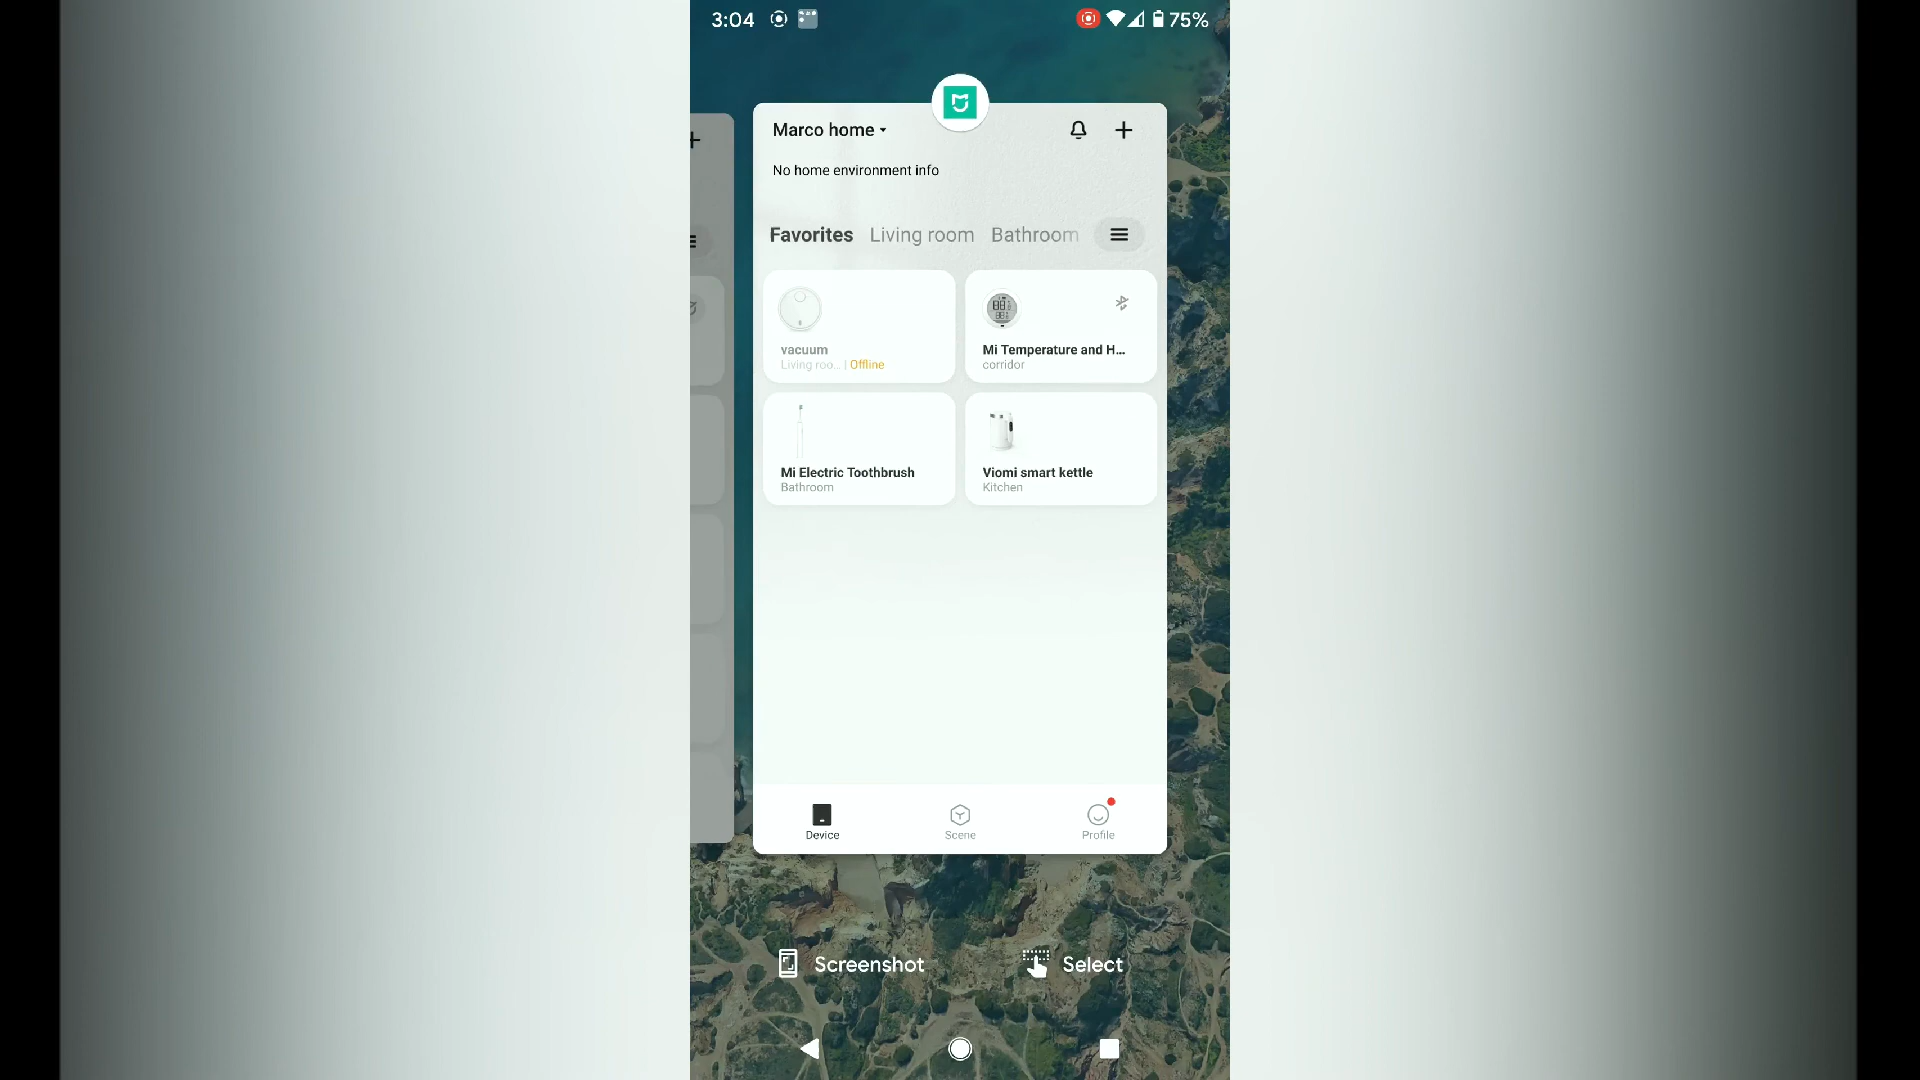 3:04
75%
Marco home
No home environment info
Favorites Living room Bathroom
vacuum
Living roo... | Offline
Mi Temperature and H...
corridor
Mi Electric Toothbrush
Bathroom
Viomi smart kettle
Kitchen
Device
Scene
Profile
Screenshot
Select